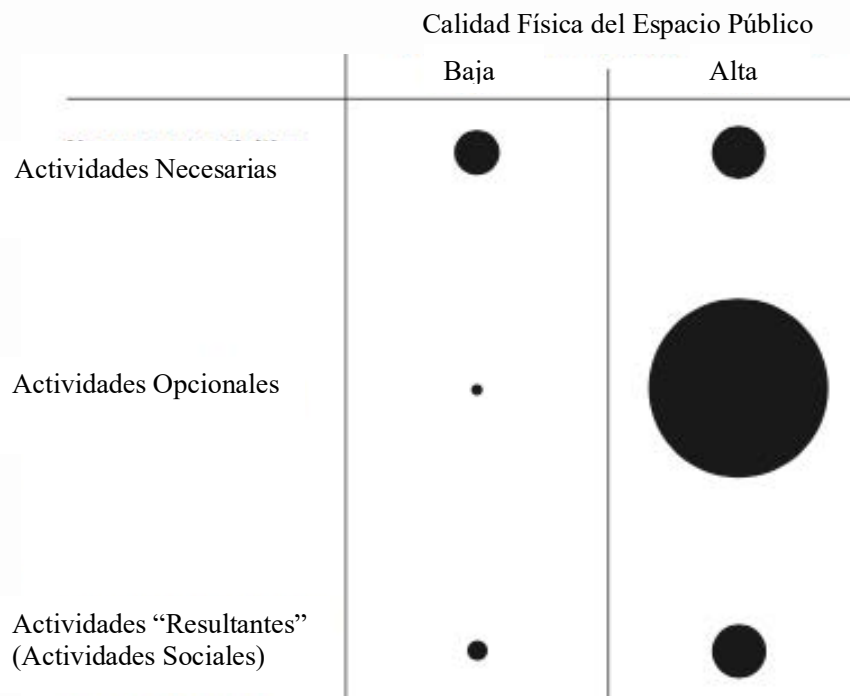 Calidad Física del Espacio Público
Baja
Alta
Actividades Necesarias
Actividades Opcionales
Actividades “Resultantes”
(Actividades Sociales)